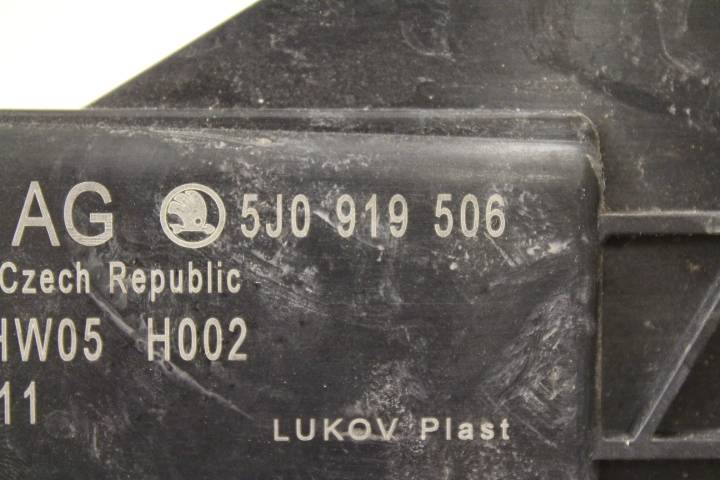 AG 5J0 919 506
Czech Republic
HW05 H002
11
LUKOV Plast